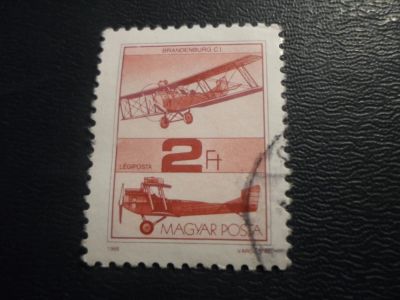 BRANDENBURG C.I.
2 Ft
LÉGIPOSTA
MAGYAR POSTA
1988